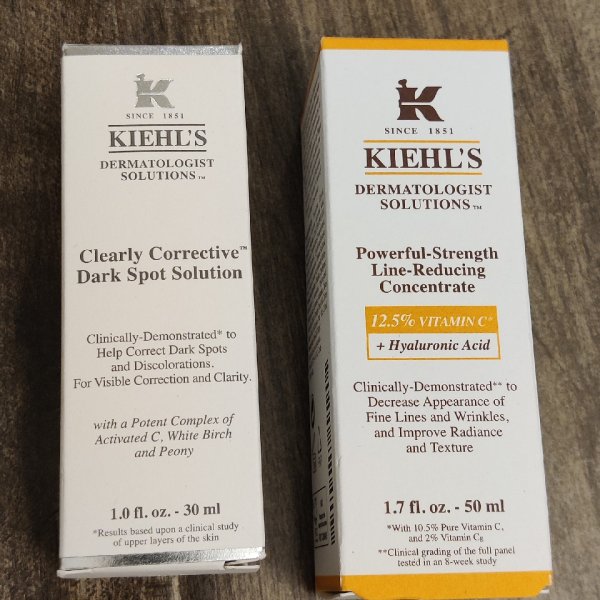 SINCE 1851
KIEHL'S
DERMATOLOGIST
SOLUTIONS™
Clearly Corrective™
Dark Spot Solution
Clinically-Demonstrated* to
Help Correct Dark Spots
and Discolorations.
For Visible Correction and Clarity.
with a Potent Complex of
Activated C, White Birch
and Peony
1.0 fl. oz. - 30 ml
*Results based upon a clinical study
of upper layers of the skin
SINCE 1851
KIEHL'S
DERMATOLOGIST
SOLUTIONS™
Powerful-Strength
Line-Reducing
Concentrate
12.5% VITAMIN C*
+ Hyaluronic Acid
Clinically-Demonstrated** to
Decrease Appearance of
Fine Lines and Wrinkles,
and Improve Radiance
and Texture
1.7 fl. oz. - 50 ml
*With 10.5% Pure Vitamin C,
and 2% Vitamin Cg
**Clinical grading of the full panel
tested in an 8-week study